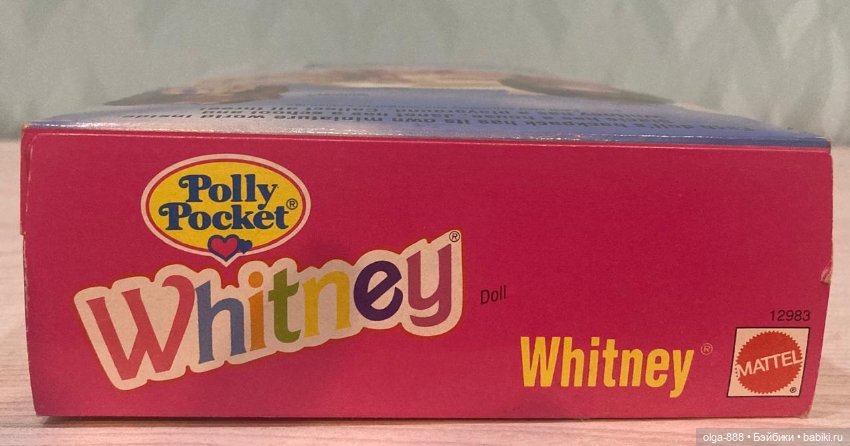 Polly
Pocket®
Whitney®
Doll
Whitney®
12983
MATTEL
®
olga-888 • Бэйбики • babiki.ru